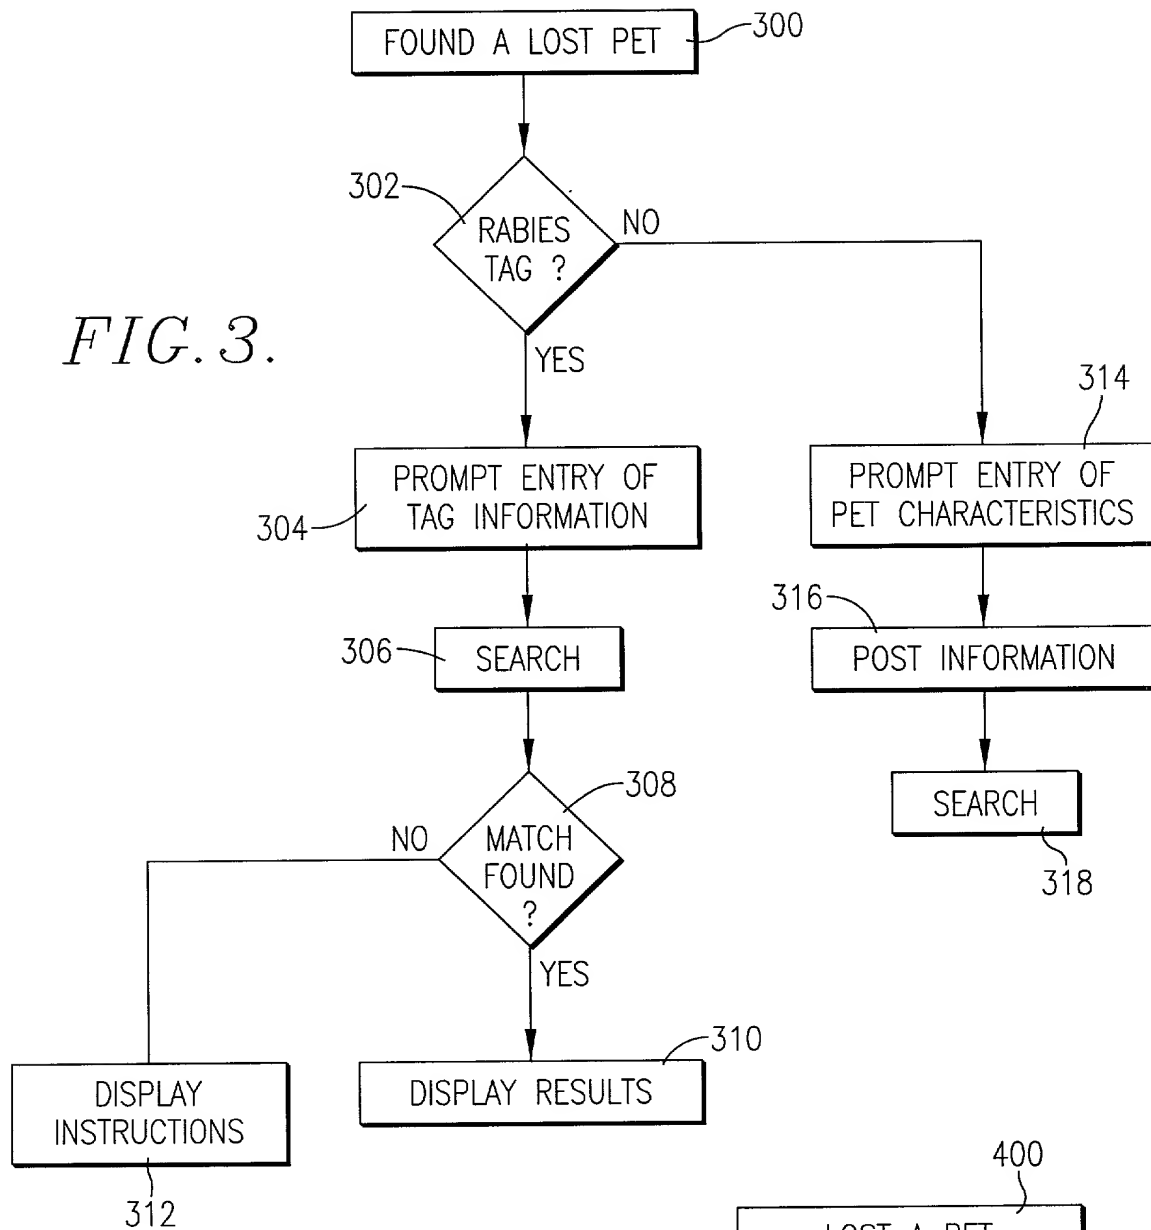 FOUND A LOST PET
300
302
RABIES
TAG ?
NO
FIG. 3.
YES
314
PROMPT ENTRY OF
TAG INFORMATION
304
PROMPT ENTRY OF
PET CHARACTERISTICS
316
306
SEARCH
POST INFORMATION
308
NO
MATCH
FOUND
?
SEARCH
318
YES
310
DISPLAY
INSTRUCTIONS
DISPLAY RESULTS
312
400
LOST A PET